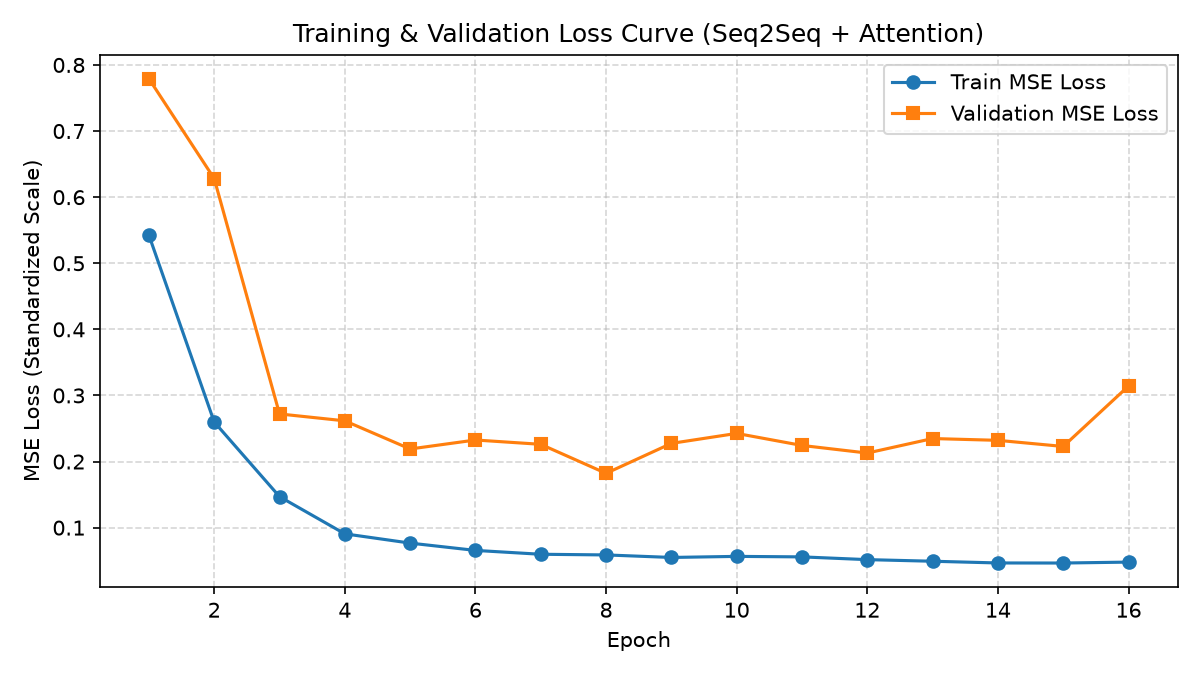 Training & Validation Loss Curve (Seq2Seq + Attention)
Train MSE Loss
Validation MSE Loss
MSE Loss (Standardized Scale)
0.8
0.7
0.6
0.5
0.4
0.3
0.2
0.1
2 4 6 8 10 12 14 16
Epoch